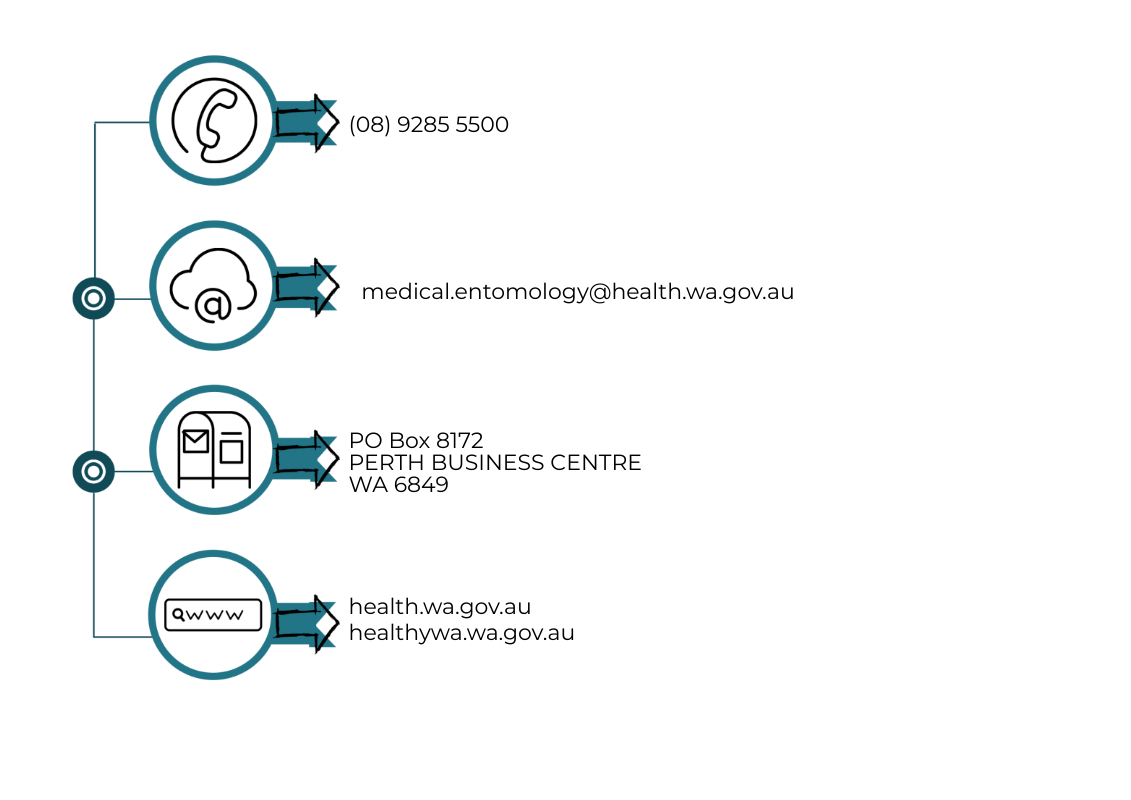 (08) 9285 5500
@
medical.entomology@health.wa.gov.au
PO Box 8172
PERTH BUSINESS CENTRE
WA 6849
www
health.wa.gov.au
healthywa.wa.gov.au